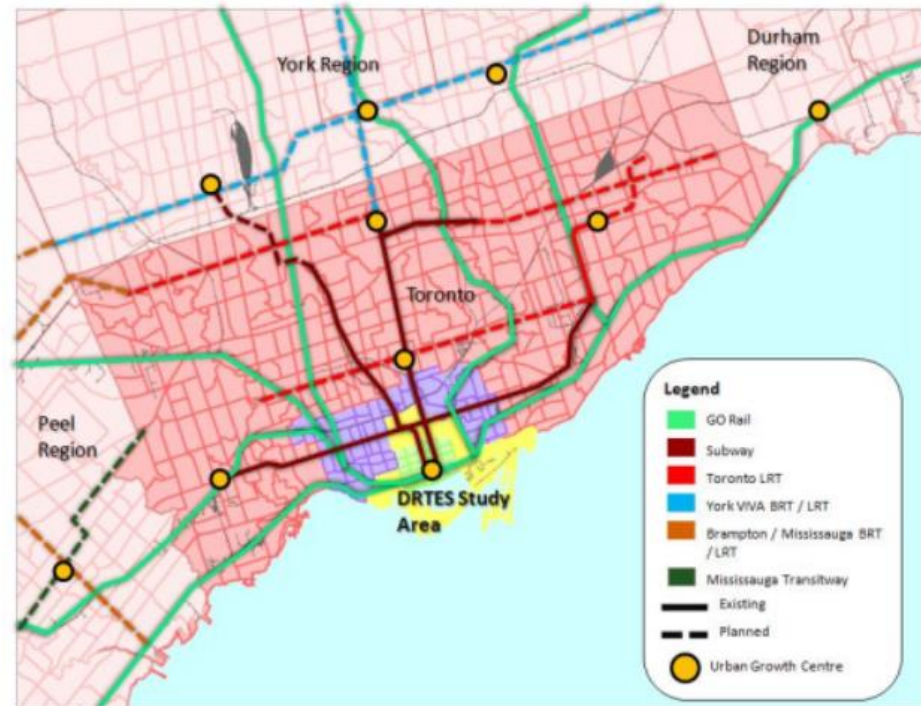 York Region
Durham
Region
Toronto
Peel
Region
DRTES Study
Area
Legend
GO Rail
Subway
Toronto LRT
York VIVA BRT / LRT
Brampton / Mississauga BRT
/ LRT
Mississauga Transitway
Existing
Planned
Urban Growth Centre